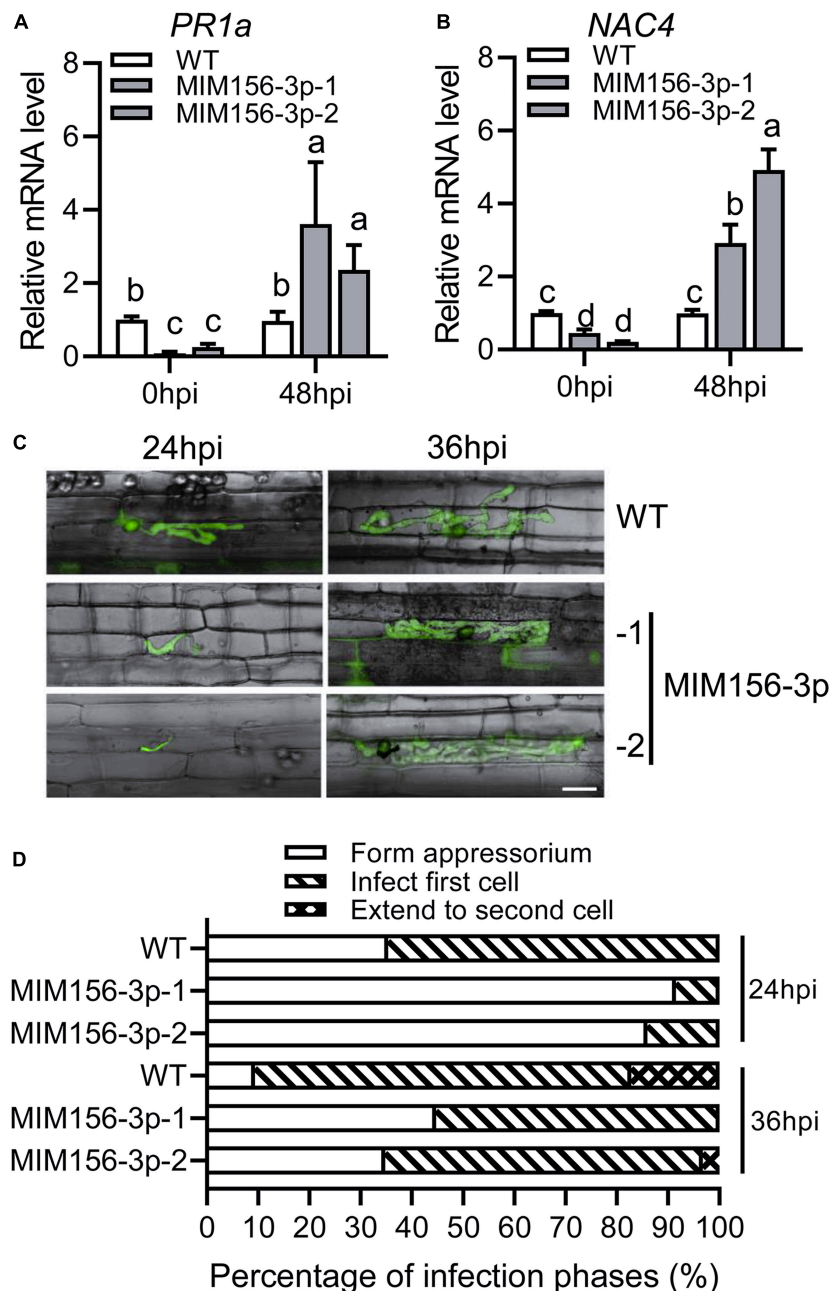 A
PR1a
WT
MIM156-3p-1
MIM156-3p-2
Relative mRNA level
8
6
4
2
0
b
c
c
b
a
a
0hpi
48hpi
B
NAC4
WT
MIM156-3p-1
MIM156-3p-2
Relative mRNA level
8
6
4
2
0
c
d
d
c
b
a
0hpi
48hpi
C
24hpi
36hpi
WT
-1
MIM156-3p
-2
D
Form appressorium
Infect first cell
Extend to second cell
WT
MIM156-3p-1
24hpi
MIM156-3p-2
WT
MIM156-3p-1
36hpi
MIM156-3p-2
0 10 20 30 40 50 60 70 80 90 100
Percentage of infection phases (%)